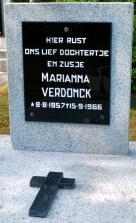 HIER RUST
ONS LIEF DOCHTERTJE
EN ZUSJE
MARIANNA
VERDONCK
*8-8-1957 †15-9-1966